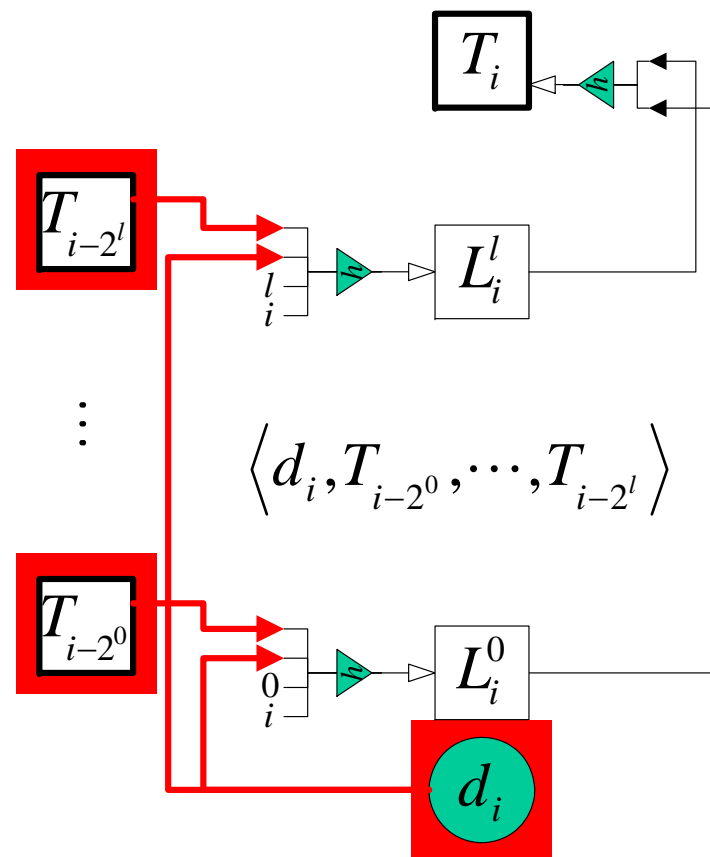 T_i
h
T_{i-2^l}
h
l
i
L_i^l
⋮
⟨d_i, T_{i-2^0}, ⋯, T_{i-2^l}⟩
T_{i-2^0}
h
0
i
L_i^0
d_i